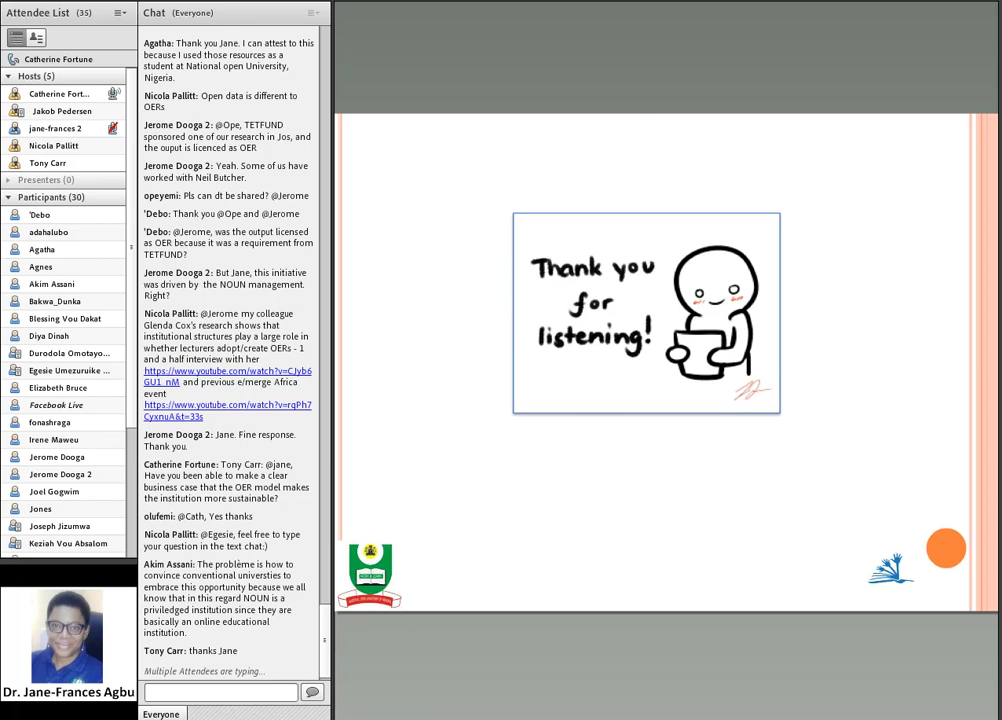 Attendee List (35)
Catherine Fortune
Hosts (5)
Catherine Fort...
Jakob Pedersen
jane-frances 2
Nicola Pallitt
Tony Carr
Presenters (0)
Participants (30)
'Debo
adahalubo
Agatha
Agnes
Akim Assani
Bakwa_Dunka
Blessing Vou Dakat
Diya Dinah
Durodola Omotayo...
Egesie Umezuruike ...
Elizabeth Bruce
Facebook Live
fonashraga
Irene Maweu
Jerome Dooga
Jerome Dooga 2
Joel Gogwim
Jones
Joseph Jizumwa
Keziah Vou Absalom
Dr. Jane-Frances Agbu
Chat (Everyone)
Agatha: Thank you Jane. I can attest to this
because I used those resources as a
student at National open University,
Nigeria.
Nicola Pallitt: Open data is different to
OERs
Jerome Dooga 2: @Ope, TETFUND
sponsored one of our research in Jos, and
the ouput is licenced as OER
Jerome Dooga 2: Yeah. Some of us have
worked with Neil Butcher.
opeyemi: Pls can dt be shared? @Jerome
'Debo: Thank you @Ope and @Jerome
'Debo: @Jerome, was the output licensed
as OER because it was a requirement from
TETFUND?
Jerome Dooga 2: But Jane, this initiative
was driven by the NOUN management.
Right?
Nicola Pallitt: @Jerome my colleague
Glenda Cox's research shows that
institutional structures play a large role in
whether lecturers adopt/create OERs - 1
and a half interview with her
https://www.youtube.com/watch?v=CJyb6
GU1_nM and previous e/merge Africa
event
https://www.youtube.com/watch?v=rqPh7
CyxnuA&t=33s
Jerome Dooga 2: Jane. Fine response.
Thank you.
Catherine Fortune: Tony Carr: @jane,
Have you been able to make a clear
business case that the OER model makes
the institution more sustainable?
olufemi: @Cath, Yes thanks
Nicola Pallitt: @Egesie, feel free to type
your question in the text chat:)
Akim Assani: The problème is how to
convince conventional universties to
embrace this opportunity because we all
know that in this regard NOUN is a
priviledged institution since they are
basically an online educational
institution.
Tony Carr: thanks Jane
Multiple Attendees are typing...
Everyone
Thank you
for
listening!